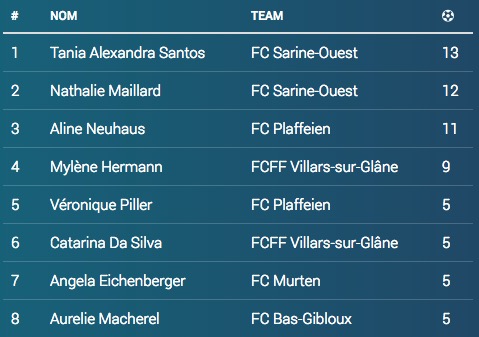 # NOM TEAM
1 Tania Alexandra Santos FC Sarine-Ouest 13
2 Nathalie Maillard FC Sarine-Ouest 12
3 Aline Neuhaus FC Plaffeien 11
4 Mylène Hermann FCFF Villars-sur-Glâne 9
5 Véronique Piller FC Plaffeien 5
6 Catarina Da Silva FCFF Villars-sur-Glâne 5
7 Angela Eichenberger FC Murten 5
8 Aurelie Macherel FC Bas-Gibloux 5